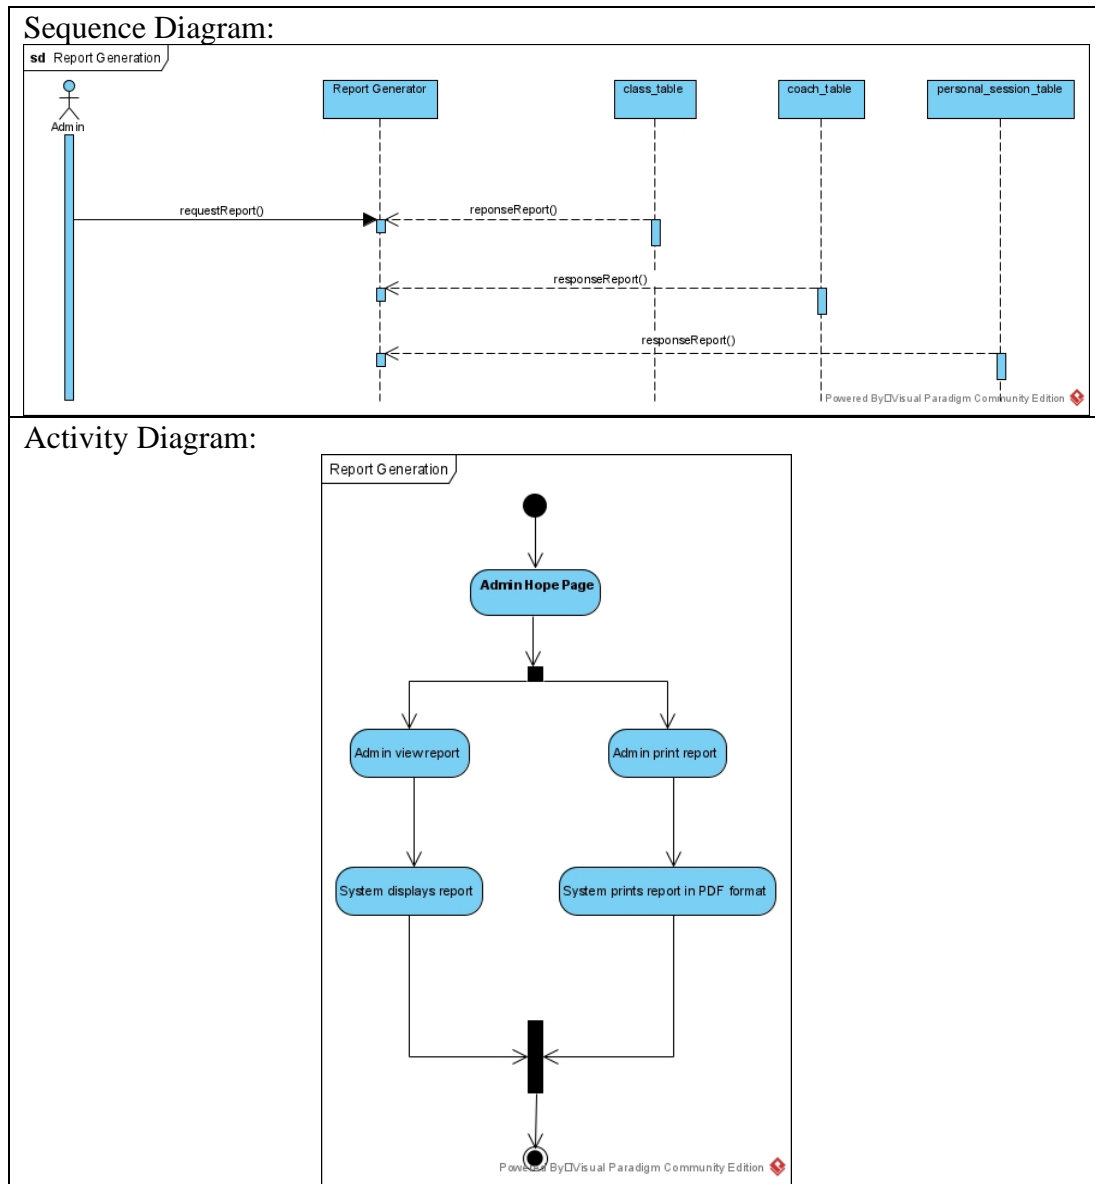 Sequence Diagram:
sd Report Generation
Admin
Report Generator
class_table
coach_table
personal_session_table
requestReport()
reponseReport()
responseReport()
responseReport()
Powered By□Visual Paradigm Community Edition
Activity Diagram:
Report Generation
Admin Hope Page
Admin view report
Admin print report
System displays report
System prints report in PDF format
Powered By□Visual Paradigm Community Edition